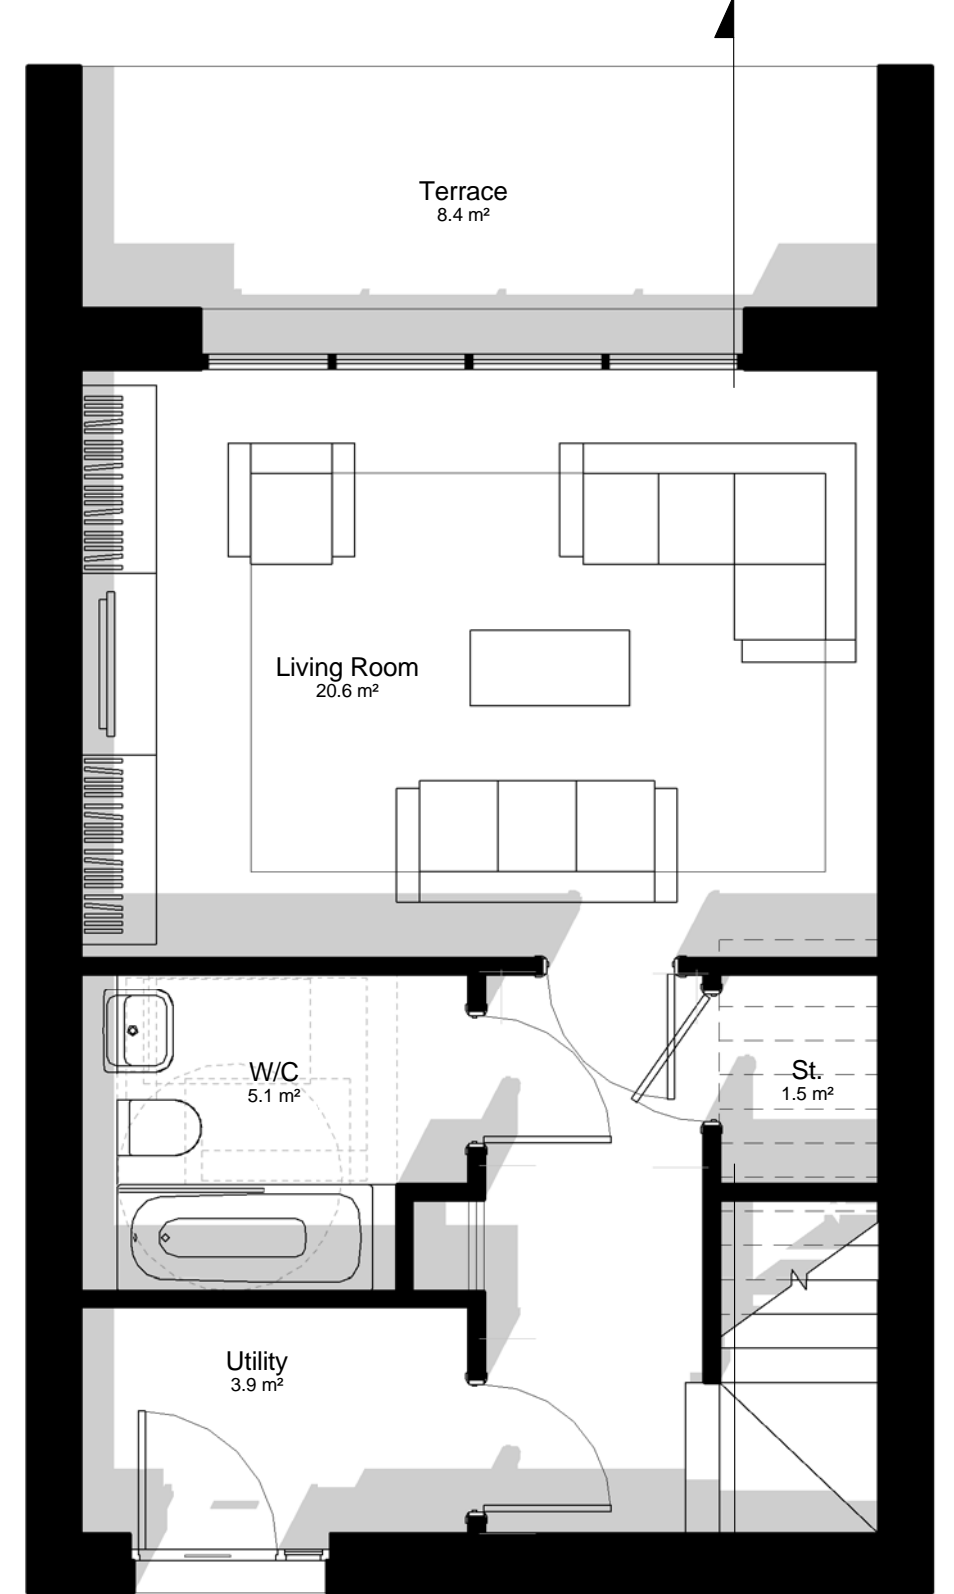 Terrace
8.4 m²
Living Room
20.6 m²
W/C
5.1 m²
St.
1.5 m²
Utility
3.9 m²